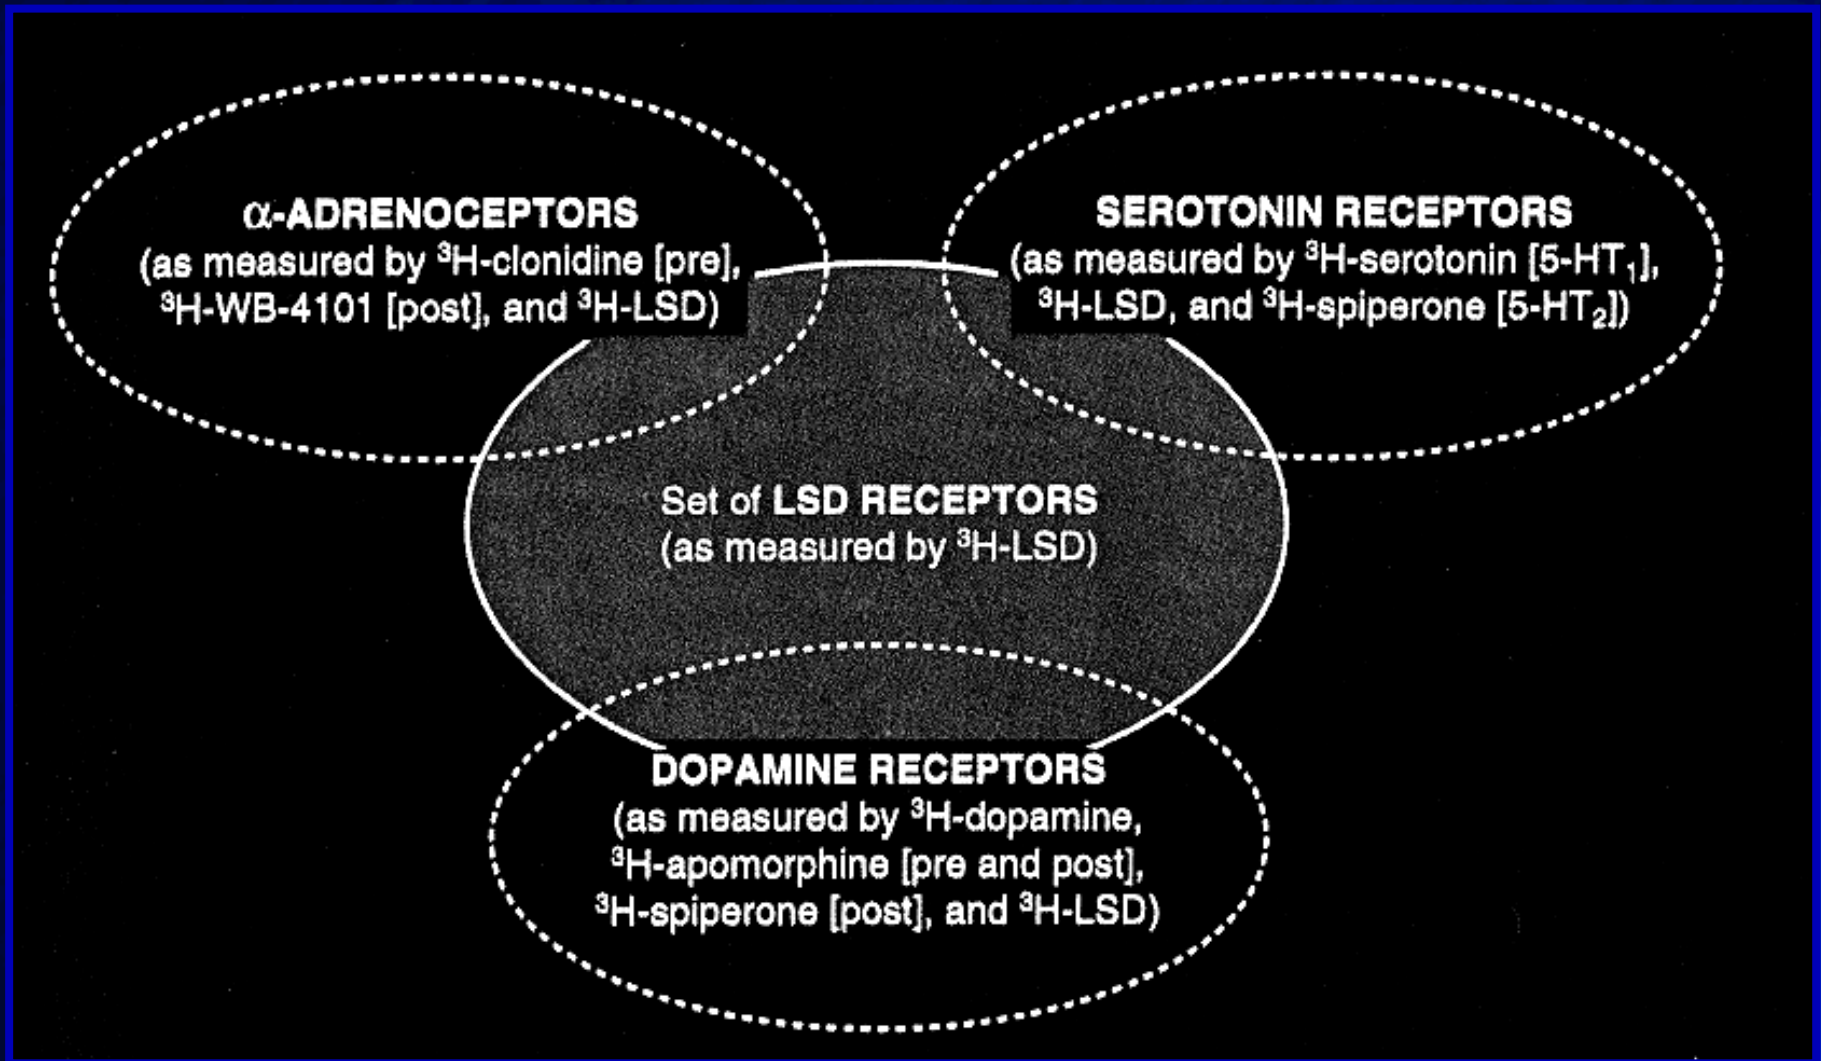 α-ADRENOCEPTORS
(as measured by ³H-clonidine [pre],
³H-WB-4101 [post], and ³H-LSD)
SEROTONIN RECEPTORS
(as measured by ³H-serotonin [5-HT₁],
³H-LSD, and ³H-spiperone [5-HT₂])
Set of LSD RECEPTORS
(as measured by ³H-LSD)
DOPAMINE RECEPTORS
(as measured by ³H-dopamine,
³H-apomorphine [pre and post],
³H-spiperone [post], and ³H-LSD)